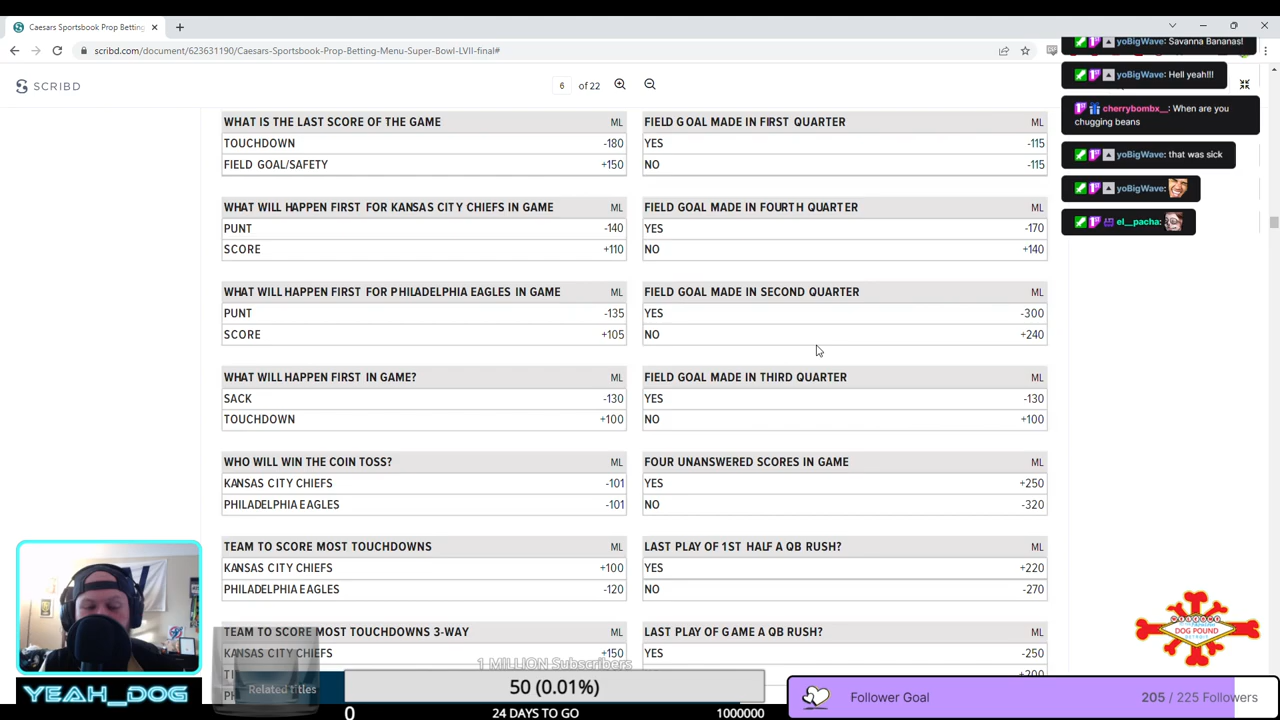 Caesars Sportsbook Prop Betting
scribd.com/document/623631190/Caesars-Sportsbook-Prop-Betting-Menu-Super
nal-final#
SCRIBD
6 of 22
WHAT IS THE LAST SCORE OF THE ML
TOUCHDOWN -180
FIELD GOAL/SAFETY +150
WHAT WILL HAPPEN FIRST FOR KANSAS CITY CHIEFS IN GAME ML
PUNT -140
SCORE +110
WHAT WILL HAPPEN FIRST FOR PHILADELPHIA EAGLES IN GAME ML
PUNT -135
SCORE +105
WHAT WILL HAPPEN FIRST IN GAME? ML
SACK -130
TOUCHDOWN +100
WHO WILL WIN THE COIN TOSS? ML
KANSAS CITY CHIEFS -101
PHILADELPHIA EAGLES -101
TEAM TO SCORE MOST TOUCHDOWNS ML
KANSAS CITY CHIEFS +100
PHILADELPHIA EAGLES -120
TEAM TO SCORE MOST TOUCHDOWNS 3-WAY ML
KANSAS CITY CHIEFS +150
FIELD GOAL MADE IN FIRST QUARTER ML
YES -115
NO -115
FIELD GOAL MADE IN FOURTH QUARTER ML
YES -170
NO +140
FIELD GOAL MADE IN SECOND QUARTER ML
YES -300
NO +240
FIELD GOAL MADE IN THIRD QUARTER ML
YES -130
NO +100
FOUR UNANSWERED SCORES IN GAME ML
YES +250
NO -320
LAST PLAY OF 1ST HALF A QB RUSH? ML
YES +220
NO -270
LAST PLAY OF GAME A QB RUSH? ML
YES -250
+200
yoBigWave: Savanna Bananas!
yoBigWave: Hell yeah!!!
cherrybombx__: When are you
chugging beans
yoBigWave: that was sick
yoBigWave:
el__pacha:
DOG POUND
DETROIT
YEAH_DOG
Related titles
1 MILLION Subscribers
50 (0.01%)
0 24 DAYS TO GO 1000000
Follower Goal 205 / 225 Followers